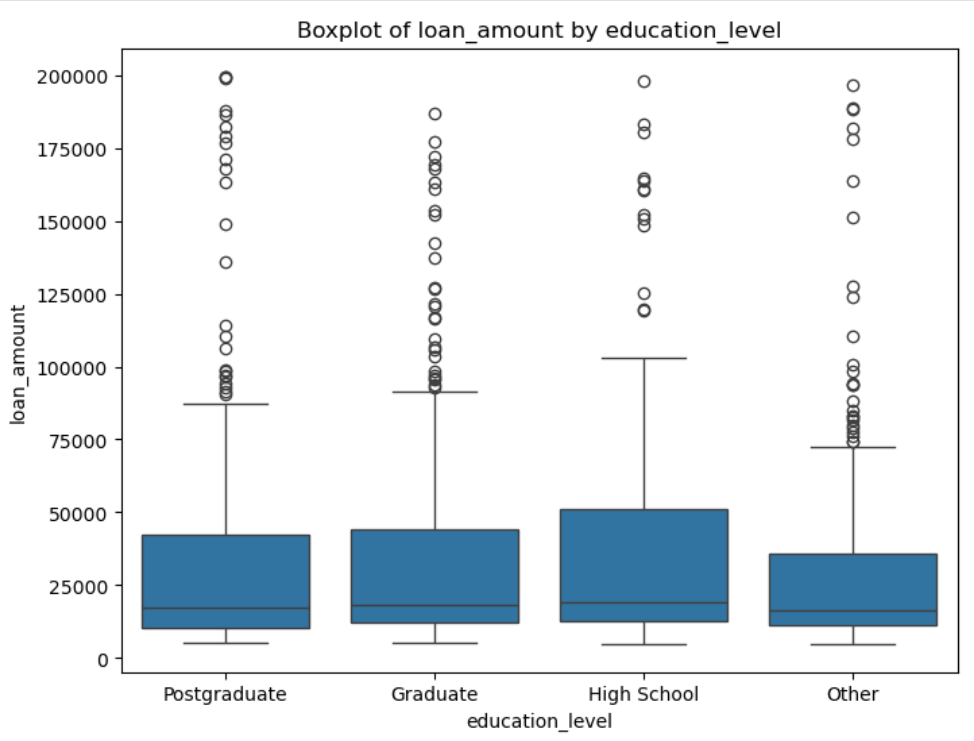 Boxplot of loan_amount by education_level
200000
175000
150000
125000
100000
75000
50000
25000
0
loan_amount
Postgraduate Graduate High School Other
education_level